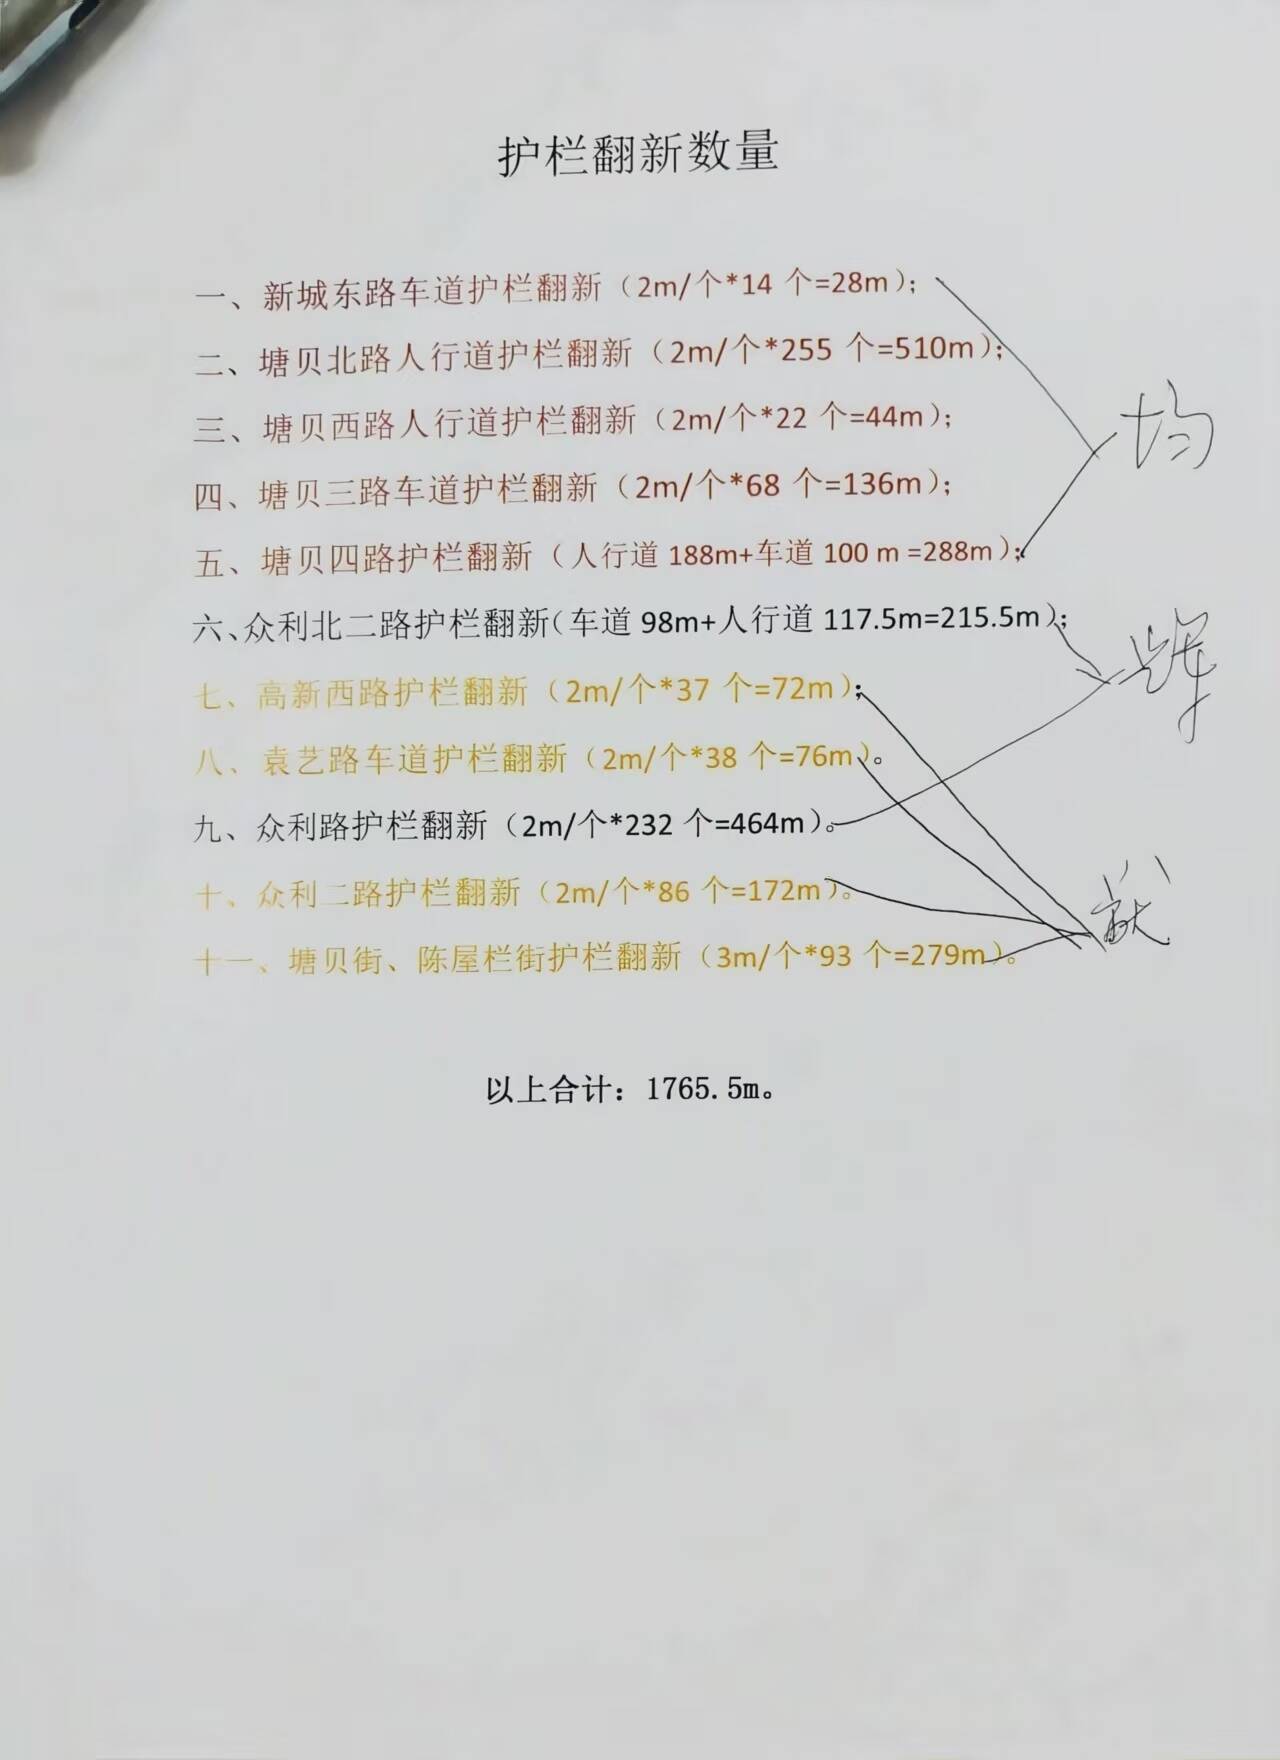 护栏翻新数量
一、新城东路车道护栏翻新（2m/个*14 个=28m）；
二、塘贝北路人行道护栏翻新（2m/个*255 个=510m）；
三、塘贝西路人行道护栏翻新（2m/个*22 个=44m）；
四、塘贝三路车道护栏翻新（2m/个*68 个=136m）；
五、塘贝四路护栏翻新（人行道 188m+车道 100 m =288m）；
均
六、众利北二路护栏翻新（车道 98m+人行道 117.5m=215.5m）；
辉
七、高新西路护栏翻新（2m/个*37 个=72m）；
八、袁艺路车道护栏翻新（2m/个*38 个=76m）。
九、众利路护栏翻新（2m/个*232 个=464m）。
十、众利二路护栏翻新（2m/个*86 个=172m）。
十一、塘贝街、陈屋栏街护栏翻新（3m/个*93 个=279m）。
以上合计：1765.5m。